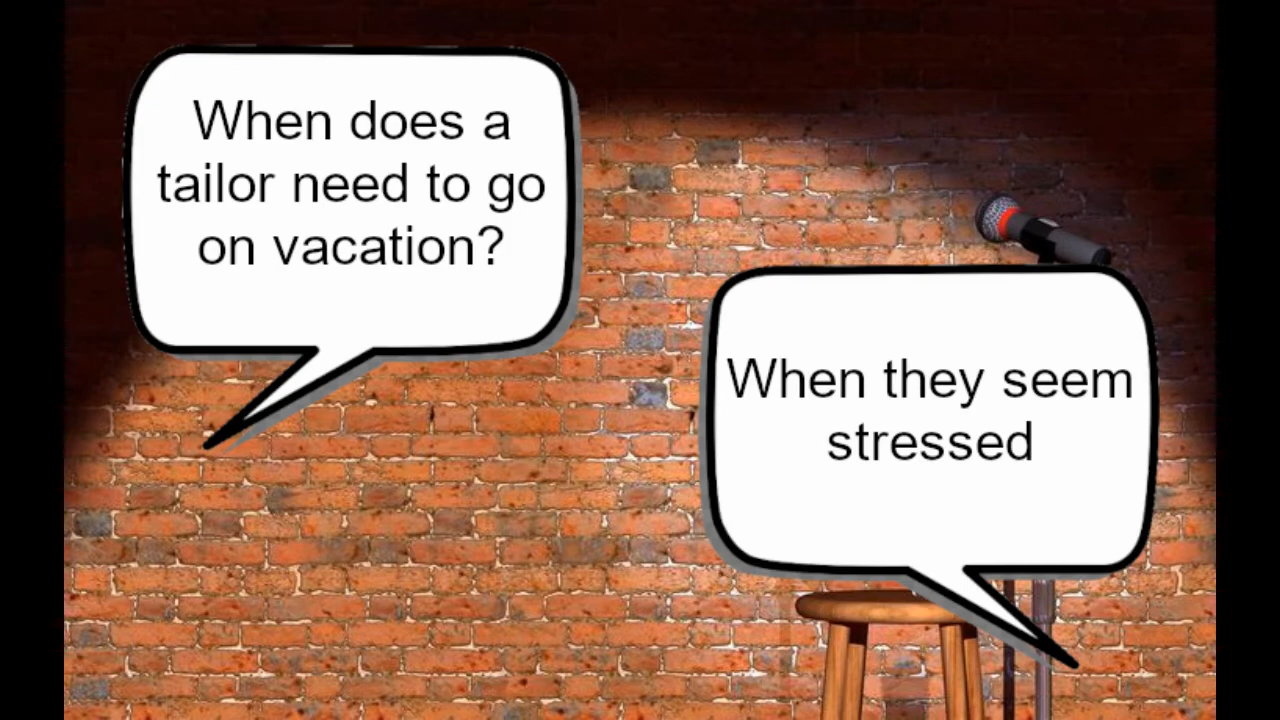 When does a
tailor need to go
on vacation?
When they seem
stressed